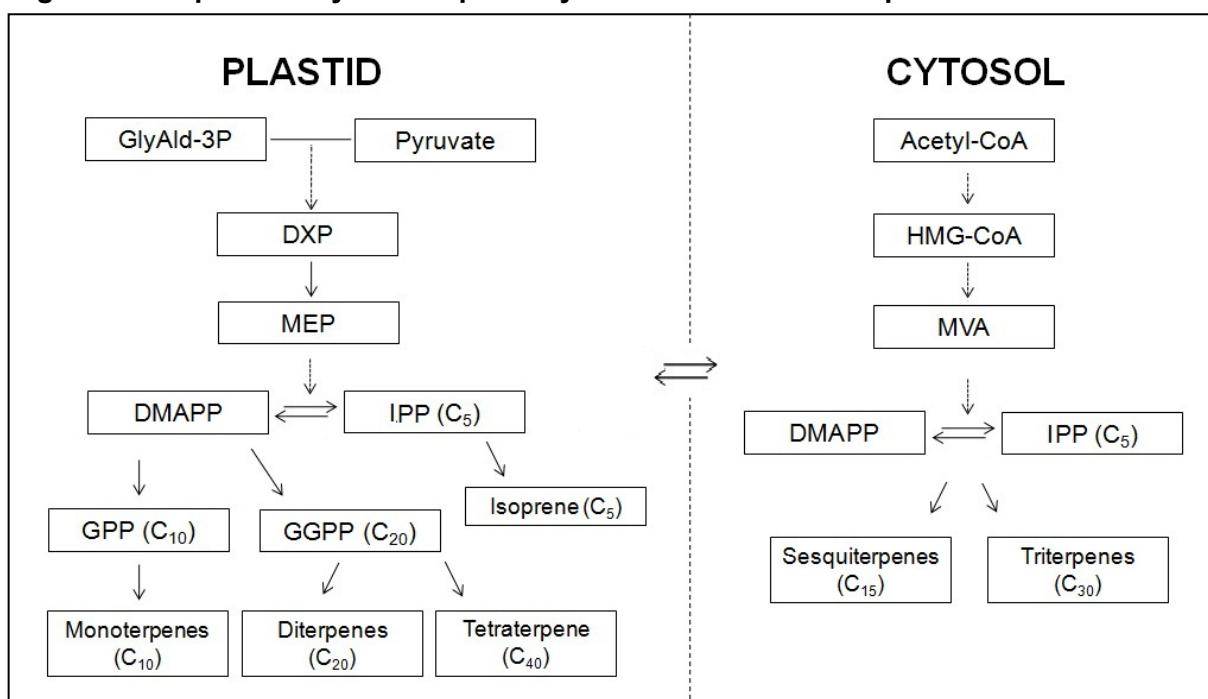 PLASTID
CYTOSOL
GlyAld-3P
Pyruvate
Acetyl-CoA
DXP
HMG-CoA
MEP
MVA
DMAPP
IPP (C5)
DMAPP
IPP (C5)
Isoprene (C5)
GPP (C10)
GGPP (C20)
Sesquiterpenes
(C15)
Triterpenes
(C30)
Monoterpenes
(C10)
Diterpenes
(C20)
Tetraterpene
(C40)